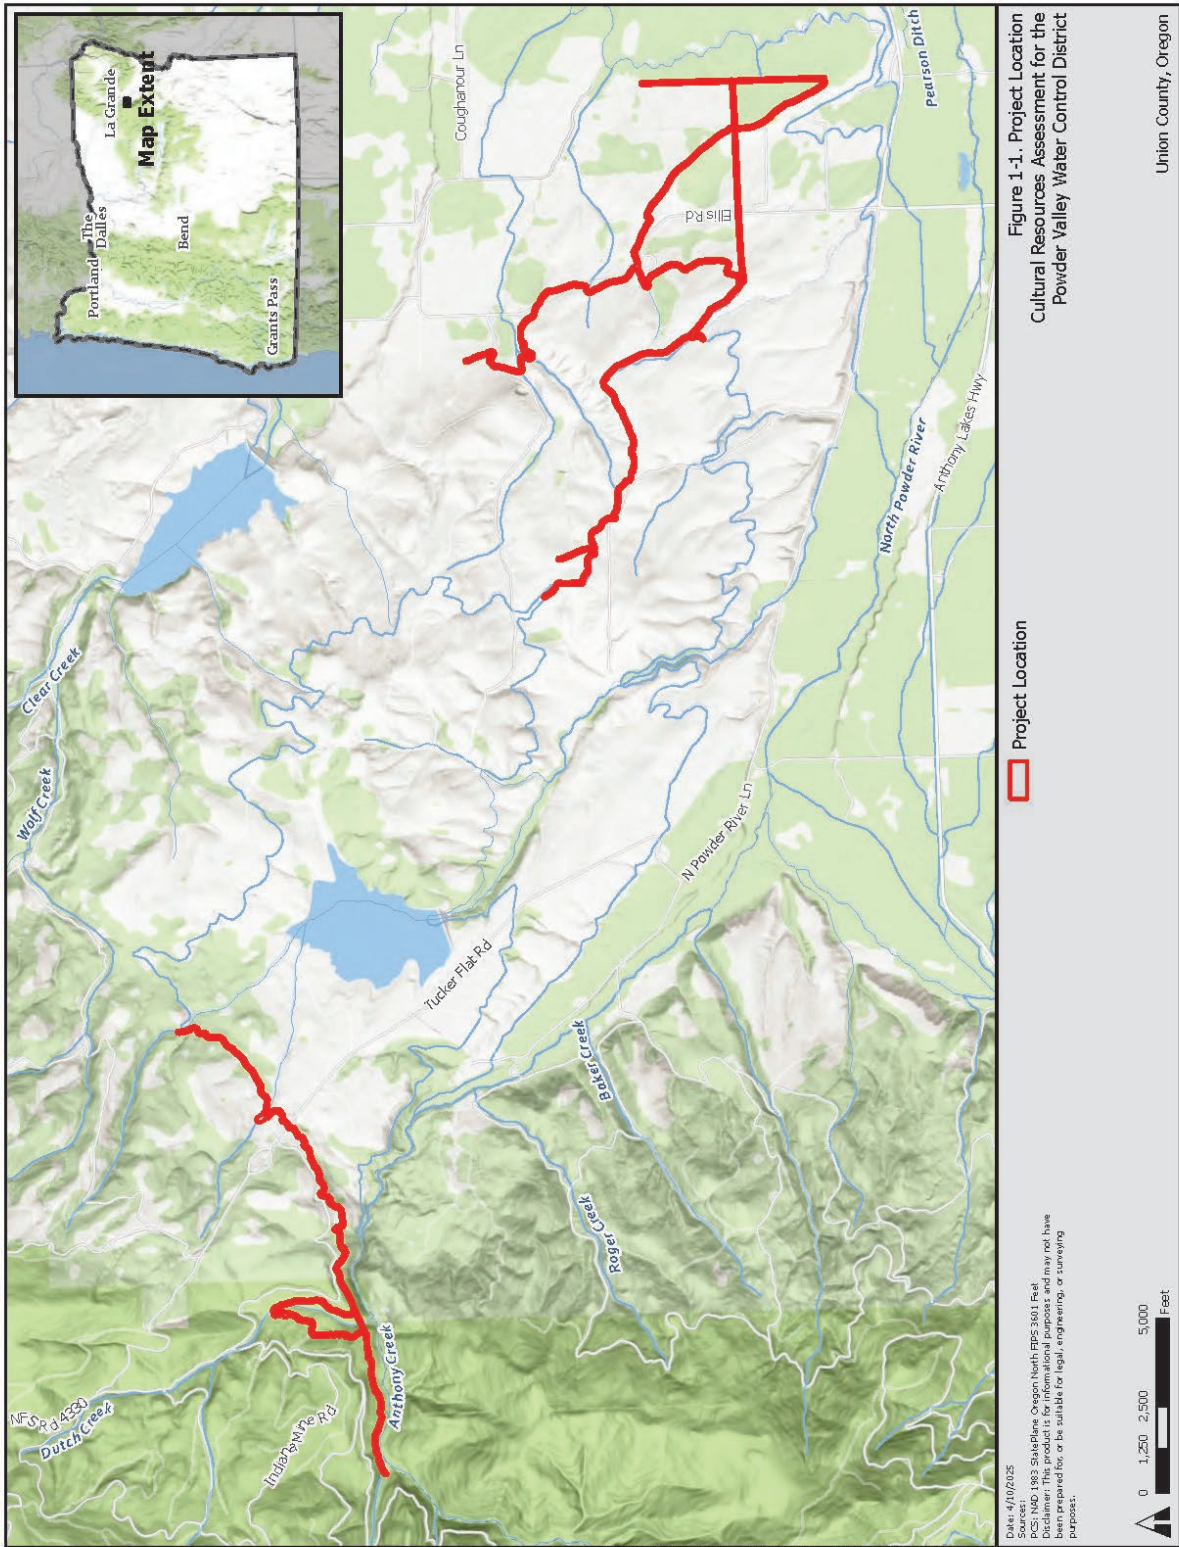 Portland
The
Dalles
La Grande
Map Extent
Bend
Grants Pass
Coughanour Ln
Clear Creek
Wolf Creek
Ellis Rd
Pearson Ditch
Tucker Flat Rd
N Powder River Ln
North Powder River
Anthony Lakes Hwy
NFS Rd 4330
Dutch Creek
Indiana Mine Rd
Anthony Creek
Roger Creek
Baker Creek
Date: 4/10/2025
Sources:
PCS: NAD 1983 StatePlane Oregon North FIPS 3601 Feet
Disclaimer: This product is for informational purposes and may not have
been prepared for, or be suitable for legal, engineering, or surveying
purposes.
0 1,250 2,500 5,000
Feet
Project Location
Figure 1-1. Project Location
Cultural Resources Assessment for the
Powder Valley Water Control District
Union County, Oregon